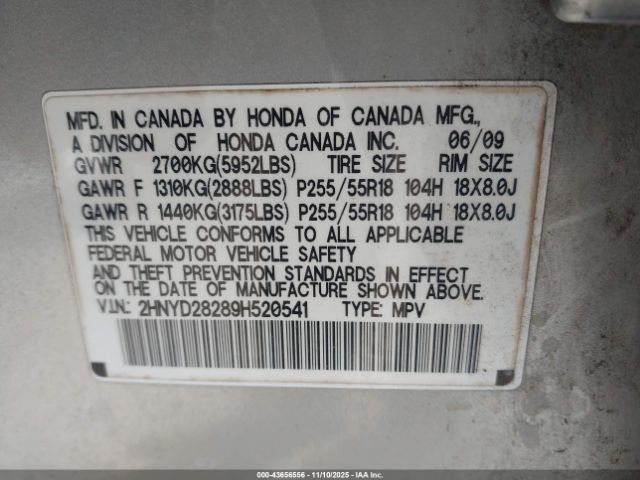 MFD. IN CANADA BY HONDA OF CANADA MFG.,
A DIVISION OF HONDA CANADA INC. 06/09
GVWR 2700KG(5952LBS) TIRE SIZE RIM SIZE
GAWR F 1310KG(2888LBS) P255/55R18 104H 18X8.0J
GAWR R 1440KG(3175LBS) P255/55R18 104H 18X8.0J
THIS VEHICLE CONFORMS TO ALL APPLICABLE
FEDERAL MOTOR VEHICLE SAFETY
AND THEFT PREVENTION STANDARDS IN EFFECT
ON THE DATE OF MANUFACTURE SHOWN ABOVE.
V.I.N.: 2HNYD28289H520541 TYPE: MPV
000-43656556 - 11/10/2025 - IAA Inc.